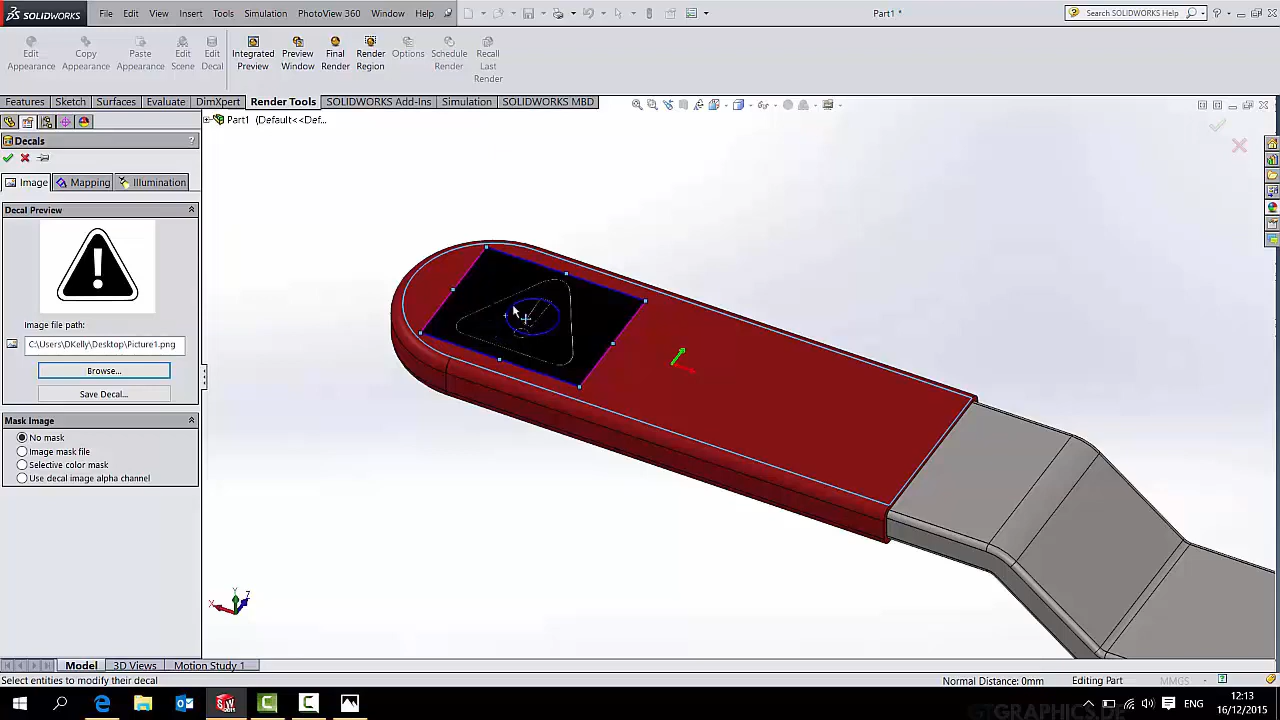 SOLIDWORKS File Edit View Insert Tools Simulation PhotoView 360 Window Help Part1 * Search SOLIDWORKS Help
Edit Appearance Copy Appearance Paste Appearance Edit Scene Edit Decal Integrated Preview Preview Window Final Render Render Region Options Schedule Render Recall Last Render
Features Sketch Surfaces Evaluate DimXpert Render Tools SOLIDWORKS Add-Ins Simulation SOLIDWORKS MBD
Part1 (Default<<Def...
Decals ?
Image Mapping Illumination
Decal Preview
!
Image file path:
C:\Users\DKelly\Desktop\Picture1.png
Browse...
Save Decal...
Mask Image
No mask
Image mask file
Selective color mask
Use decal image alpha channel
Y
X Z
Model 3D Views Motion Study 1
Select entities to modify their decal Normal Distance: 0mm Editing Part MMGS
ENG 12:13
16/12/2015